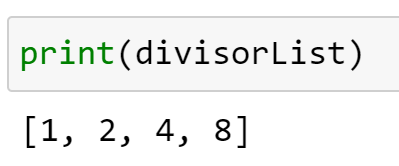 print(divisorList)
[1, 2, 4, 8]